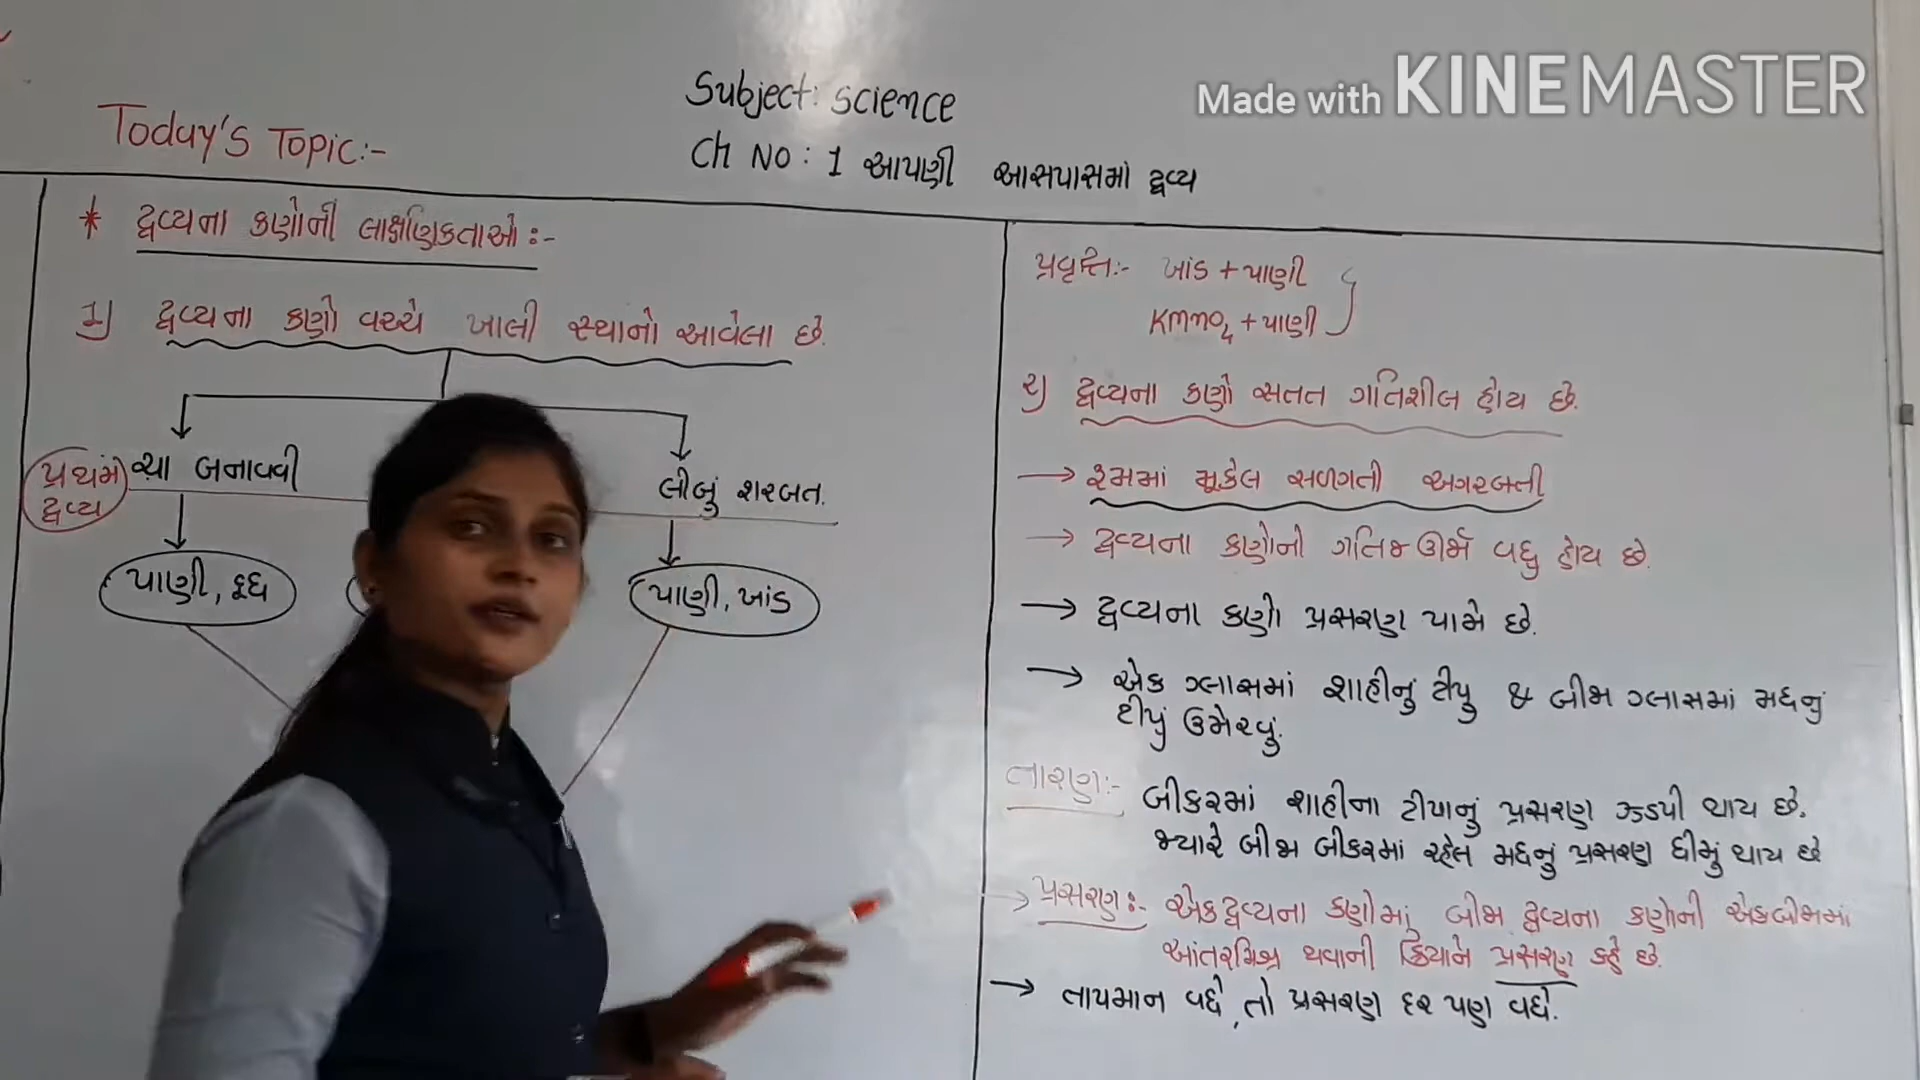 Made with KINEMASTER
Subject: Science
Today's Topic:-
Ch No: 1 આપણી આસપાસમાં દ્રવ્ય
* દ્રવ્યના કણોની લાક્ષણિકતાઓ:-
1) દ્રવ્યના કણો વચ્ચે ખાલી સ્થાનો આવેલા છે.
પ્રથમ દ્રવ્ય
ચા બનાવવી
લીબું શરબત.
પાણી, દૂધ
પાણી, ખાંડ
પ્રવૃત્તિ:- ખાંડ + પાણી
KMnO4 + પાણી
૨) દ્રવ્યના કણો સતત ગતિશીલ હોય છે.
→ રૂમમાં મૂકેલ સળગતી અગરબત્તી
→ દ્રવ્યના કણોની ગતિજઊર્જા વધુ હોય છે.
→ દ્રવ્યના કણો પ્રસરણ પામે છે.
→ એક ગ્લાસમાં શાહીનું ટીપુ & બીજા ગ્લાસમાં મધનું
ટીપું ઉમેરવું.
તારણ:- બીકરમાં શાહીના ટીપાનું પ્રસરણ ઝડપી થાય છે.
જ્યારે બીજા બીકરમાં રહેલ મધનું પ્રસરણ ધીમું થાય છે
→ પ્રસરણ:- એકદ્રવ્યના કણોમાં બીજા દ્રવ્યના કણોની એકબીજામાં
આંતરમિશ્ર થવાની ક્રિયાને પ્રસરણ કહે છે.
→ તાપમાન વધે, તો પ્રસરણ દર પણ વધે.